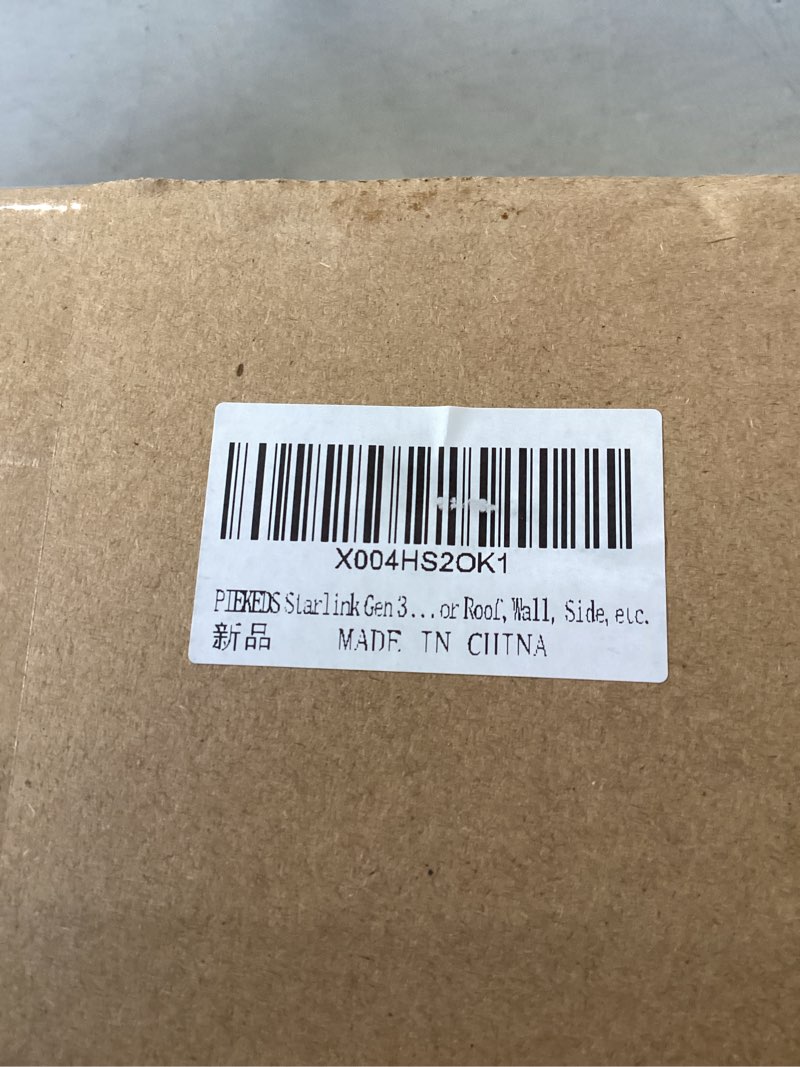 X004HS2OK1
PIEKEDS Starlink Gen 3...or Roof, Wall, Side, etc.
新品 MADE IN CHINA